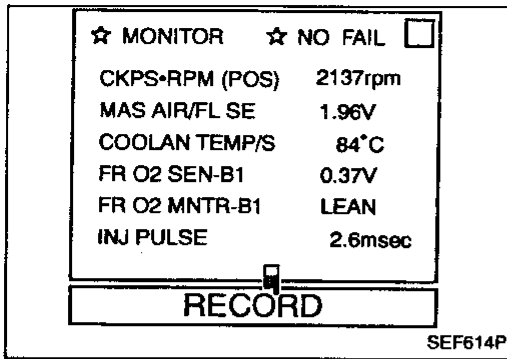 ☆ MONITOR ☆ NO FAIL
CKPS•RPM (POS) 2137rpm
MAS AIR/FL SE 1.96V
COOLAN TEMP/S 84°C
FR O2 SEN-B1 0.37V
FR O2 MNTR-B1 LEAN
INJ PULSE 2.6msec
RECORD
SEF614P